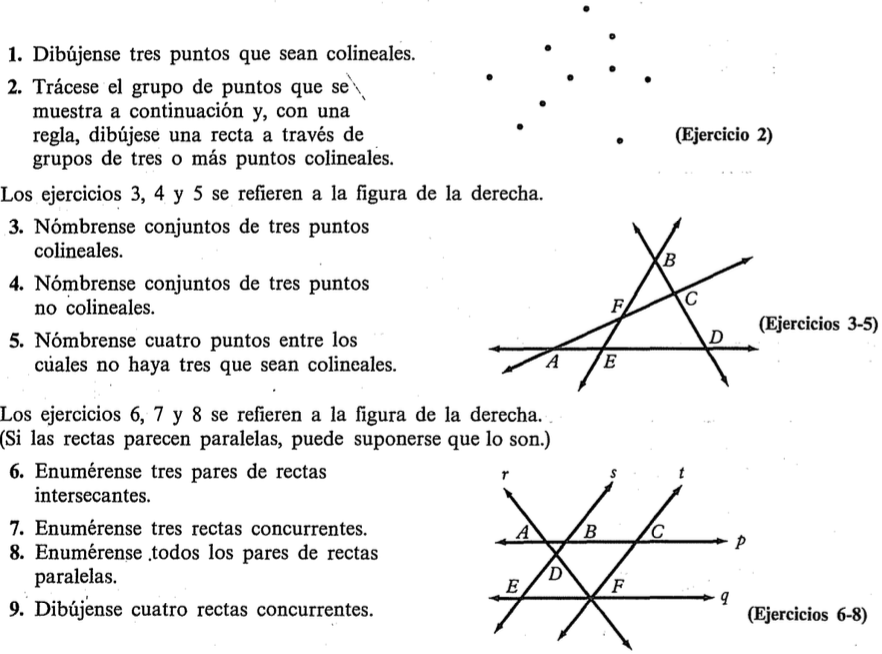 1. Dibújense tres puntos que sean colineales.
2. Trácese el grupo de puntos que se
muestra a continuación y, con una
regla, dibújese una recta a través de
grupos de tres o más puntos colineales.
(Ejercicio 2)
Los ejercicios 3, 4 y 5 se refieren a la figura de la derecha.
3. Nómbrense conjuntos de tres puntos
colineales.
4. Nómbrense conjuntos de tres puntos
no colineales.
5. Nómbrense cuatro puntos entre los
cuales no haya tres que sean colineales.
B
C
F
D
A
E
(Ejercicios 3-5)
Los ejercicios 6, 7 y 8 se refieren a la figura de la derecha.
(Si las rectas parecen paralelas, puede suponerse que lo son.)
6. Enumérense tres pares de rectas
intersecantes.
7. Enumérense tres rectas concurrentes.
8. Enumérense todos los pares de rectas
paralelas.
9. Dibújense cuatro rectas concurrentes.
r s t
A B C p
D
E F q
(Ejercicios 6-8)